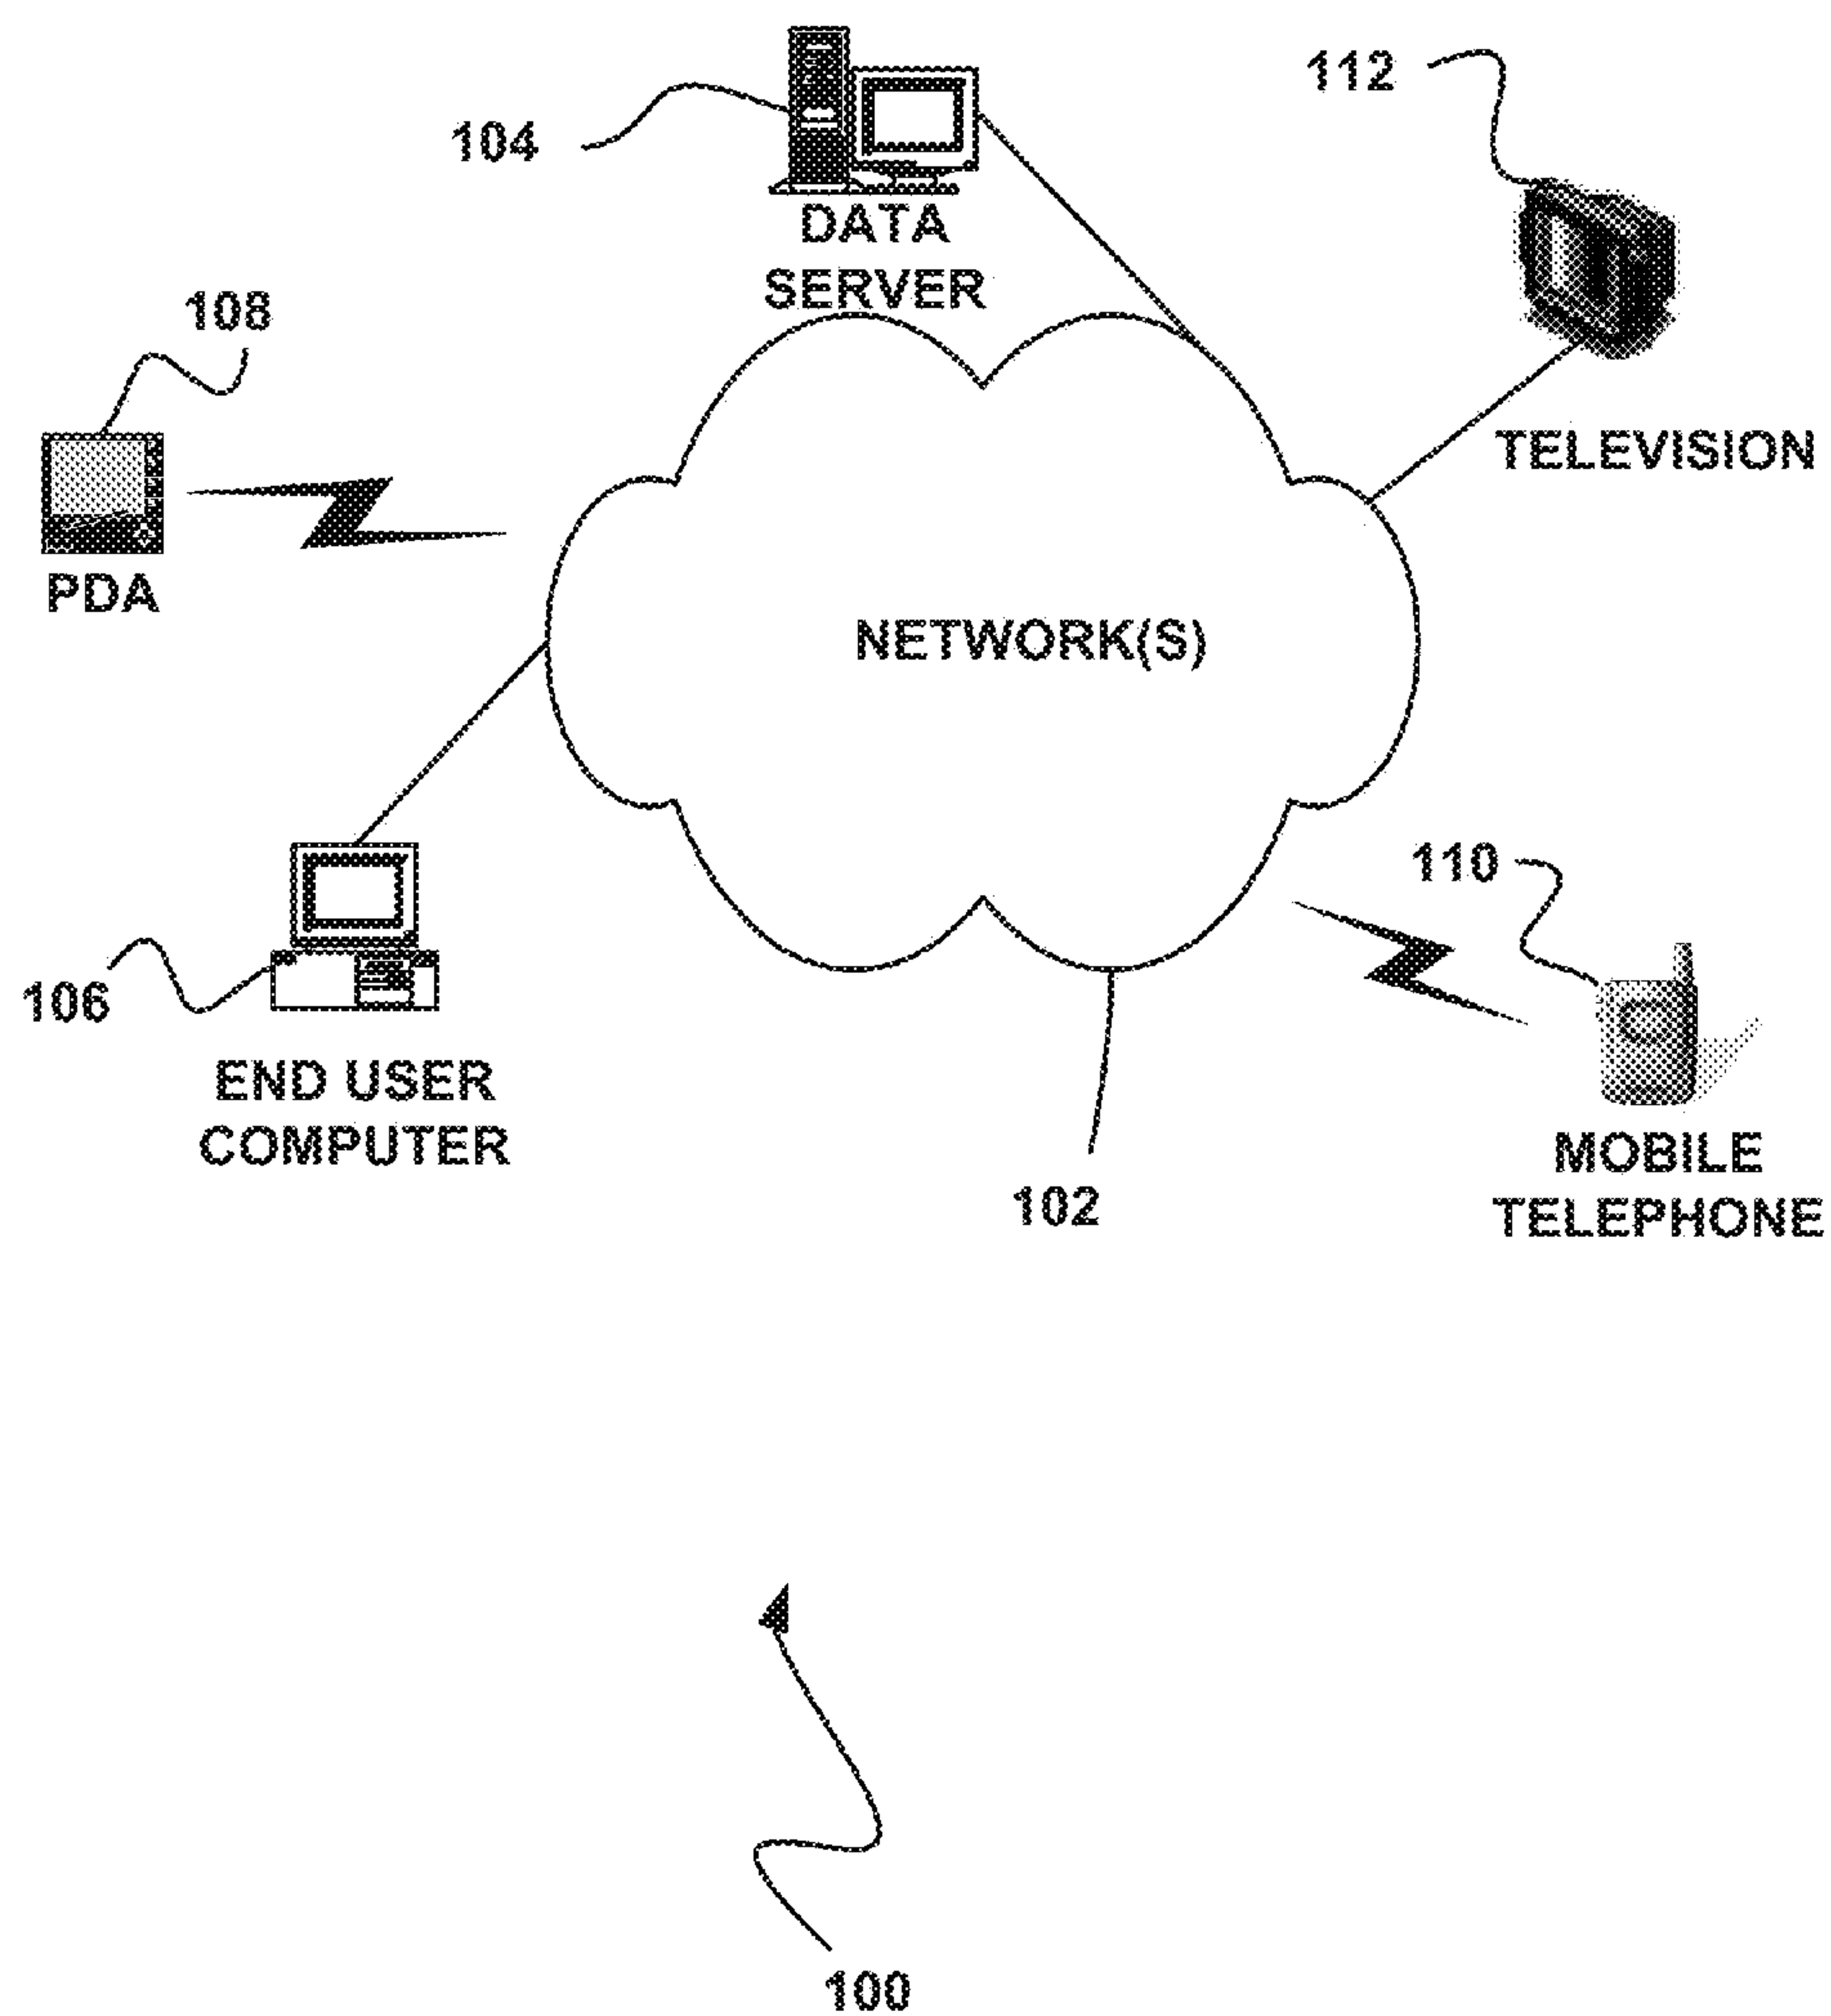 112
104
DATA
SERVER
108
TELEVISION
PDA
NETWORK(S)
110
106
END USER
COMPUTER
MOBILE
TELEPHONE
102
100